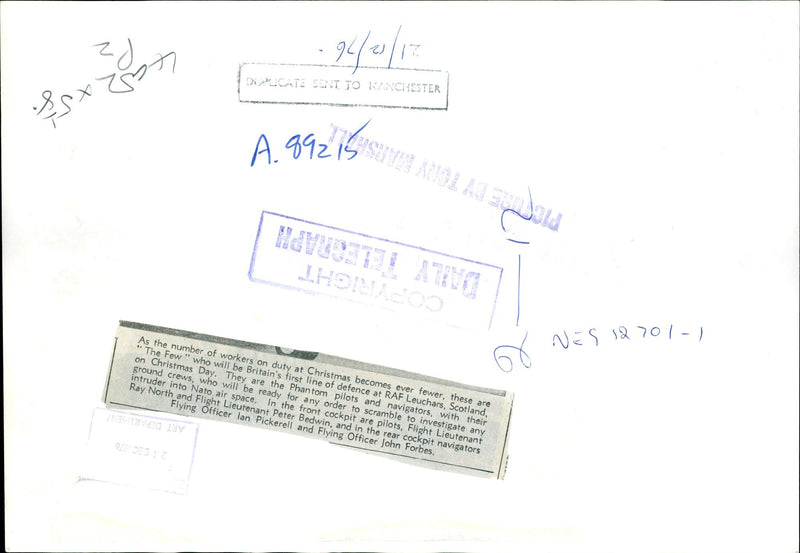 21/12/76.
DUPLICATE SENT TO MANCHESTER
A. 89215
PICTURE BY TONY MARSHALL
COPYRIGHT
DAILY TELEGRAPH
NEG 12701-1
As the number of workers on duty at Christmas becomes ever fewer, these are
"The Few" who will be Britain's first line of defence at RAF Leuchars, Scotland,
on Christmas Day. They are the Phantom pilots and navigators, with their
ground crews, who will be ready for any order to scramble to investigate any
intruder into Nato air space. In the front cockpit are pilots, Flight Lieutenant
Ray North and Flight Lieutenant Peter Bedwin, and in the rear cockpit navigators
Flying Officer Ian Pickerell and Flying Officer John Forbes.
ART DEPARTMENT
21 DEC 1976